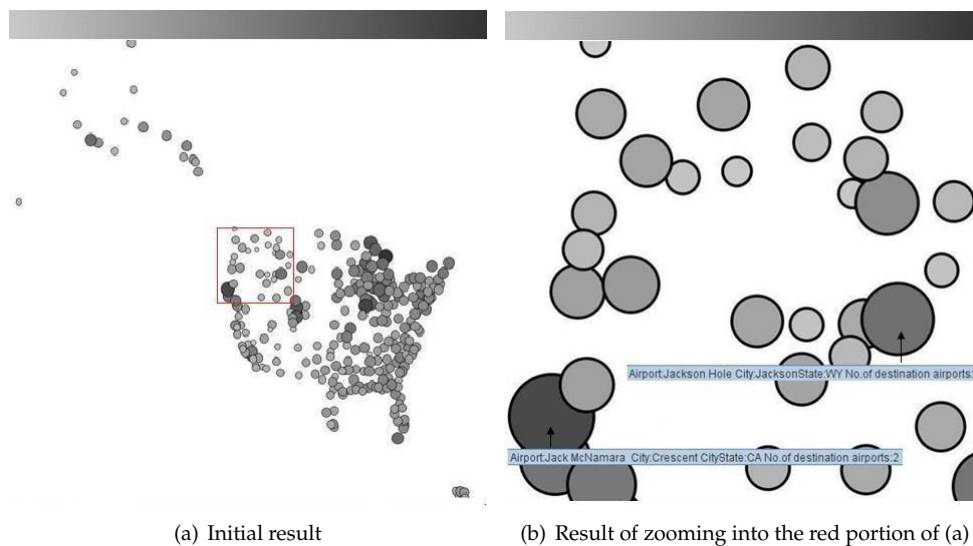 Airport:Jackson Hole City:JacksonState:WY No.of destination airports:
Airport:Jack McNamara City:Crescent CityState:CA No.of destination airports:2
(a) Initial result
(b) Result of zooming into the red portion of (a)